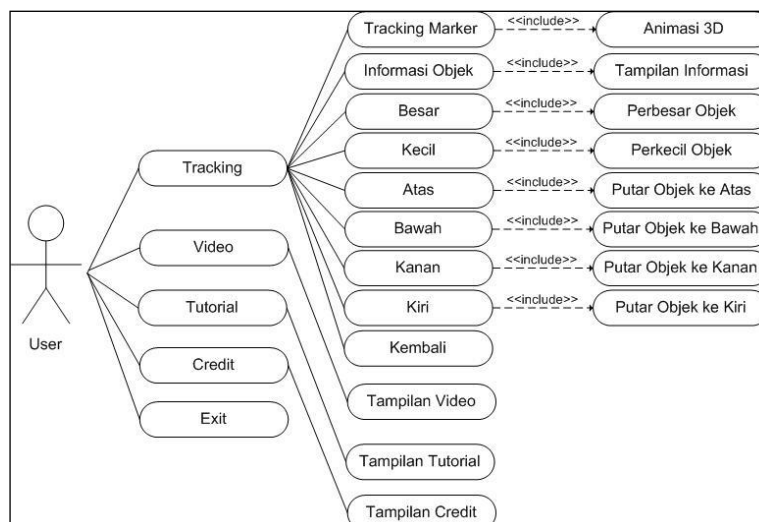 Tracking Marker
<<include>>
Animasi 3D
Informasi Objek
<<include>>
Tampilan Informasi
Besar
<<include>>
Perbesar Objek
Kecil
<<include>>
Perkecil Objek
Atas
<<include>>
Putar Objek ke Atas
Bawah
<<include>>
Putar Objek ke Bawah
Kanan
<<include>>
Putar Objek ke Kanan
Kiri
<<include>>
Putar Objek ke Kiri
Kembali
Tracking
Video
Tutorial
Credit
Exit
User
Tampilan Video
Tampilan Tutorial
Tampilan Credit